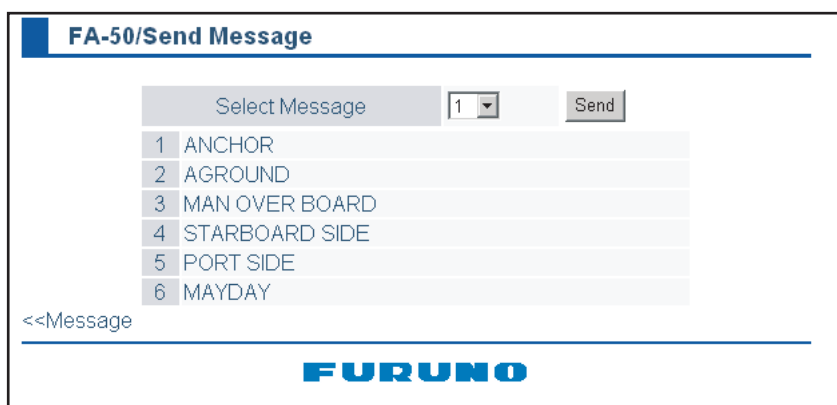 FA-50/Send Message
Select Message 1 Send
1 ANCHOR
2 AGROUND
3 MAN OVER BOARD
4 STARBOARD SIDE
5 PORT SIDE
6 MAYDAY
<<Message
FURUNO